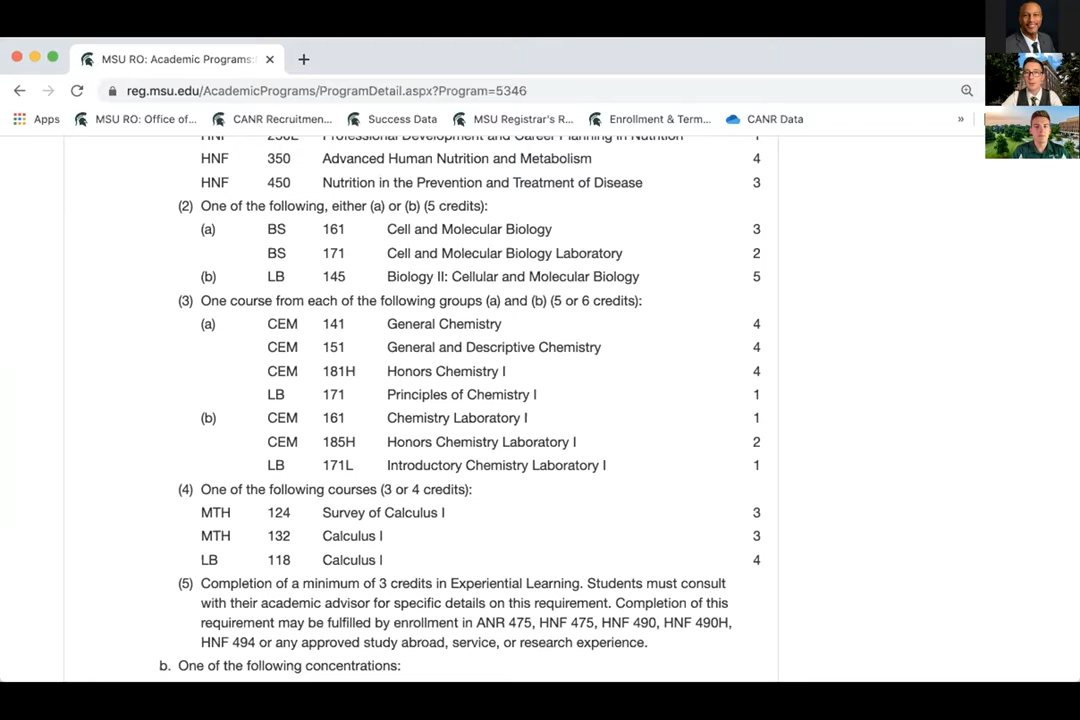 MSU RO: Academic Programs:
reg.msu.edu/AcademicPrograms/ProgramDetail.aspx?Program=5346
Apps MSU RO: Office of... CANR Recruitmen... Success Data MSU Registrar's R... Enrollment & Term... CANR Data »
HNF 250L Professional Development and Career Planning in Nutrition 1
HNF 350 Advanced Human Nutrition and Metabolism 4
HNF 450 Nutrition in the Prevention and Treatment of Disease 3
(2) One of the following, either (a) or (b) (5 credits):
(a) BS 161 Cell and Molecular Biology 3
BS 171 Cell and Molecular Biology Laboratory 2
(b) LB 145 Biology II: Cellular and Molecular Biology 5
(3) One course from each of the following groups (a) and (b) (5 or 6 credits):
(a) CEM 141 General Chemistry 4
CEM 151 General and Descriptive Chemistry 4
CEM 181H Honors Chemistry I 4
LB 171 Principles of Chemistry I 1
(b) CEM 161 Chemistry Laboratory I 1
CEM 185H Honors Chemistry Laboratory I 2
LB 171L Introductory Chemistry Laboratory I 1
(4) One of the following courses (3 or 4 credits):
MTH 124 Survey of Calculus I 3
MTH 132 Calculus I 3
LB 118 Calculus I 4
(5) Completion of a minimum of 3 credits in Experiential Learning. Students must consult
with their academic advisor for specific details on this requirement. Completion of this
requirement may be fulfilled by enrollment in ANR 475, HNF 475, HNF 490, HNF 490H,
HNF 494 or any approved study abroad, service, or research experience.
b. One of the following concentrations: